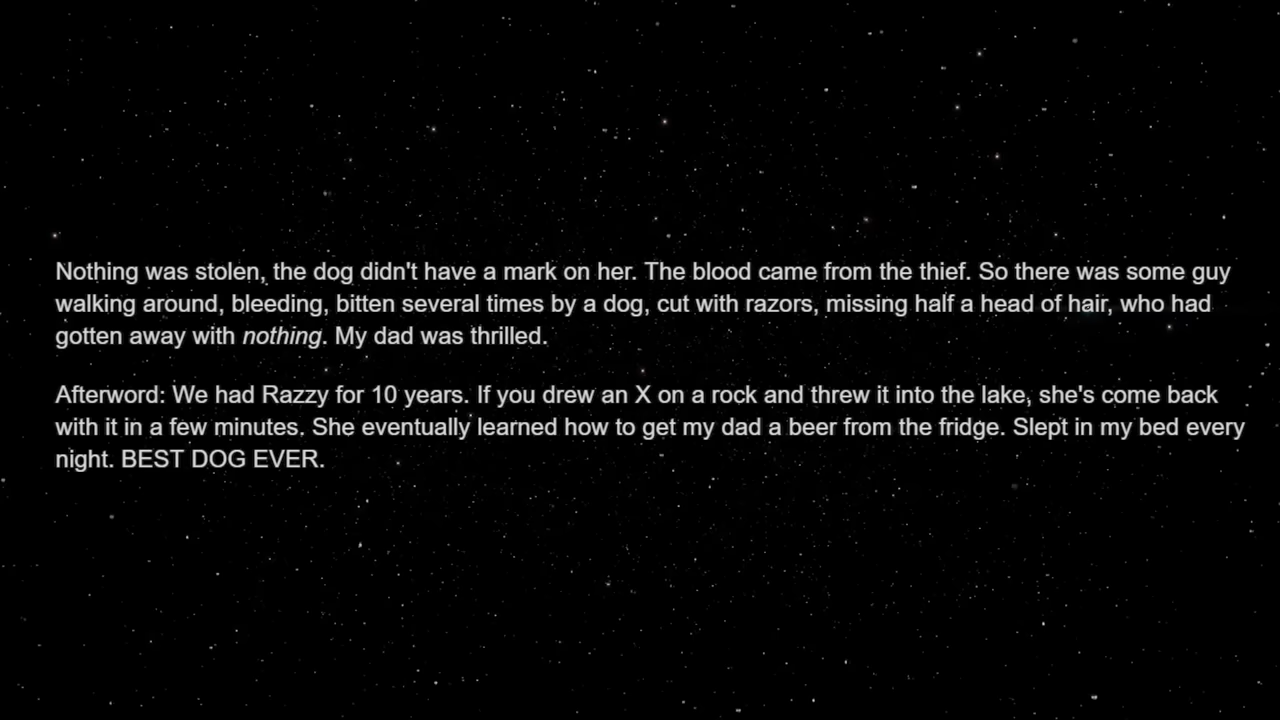 Nothing was stolen, the dog didn't have a mark on her. The blood came from the thief. So there was some guy
walking around, bleeding, bitten several times by a dog, cut with razors, missing half a head of hair, who had
gotten away with nothing. My dad was thrilled.
Afterword: We had Razzy for 10 years. If you drew an X on a rock and threw it into the lake, she's come back
with it in a few minutes. She eventually learned how to get my dad a beer from the fridge. Slept in my bed every
night. BEST DOG EVER.